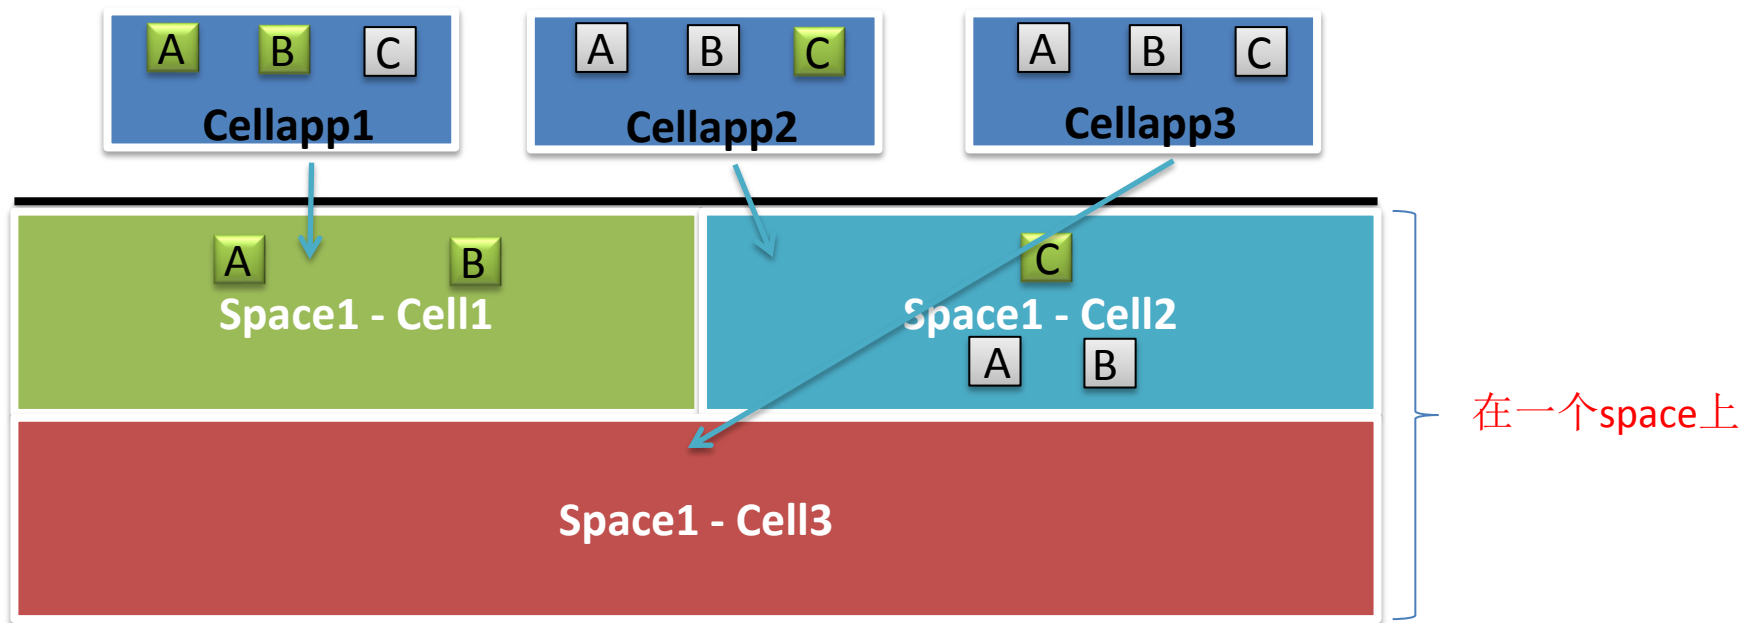 A B C
Cellapp1
A B C
Cellapp2
A B C
Cellapp3
A B
Space1 - Cell1
C
Space1 - Cell2
A B
Space1 - Cell3
在一个space上